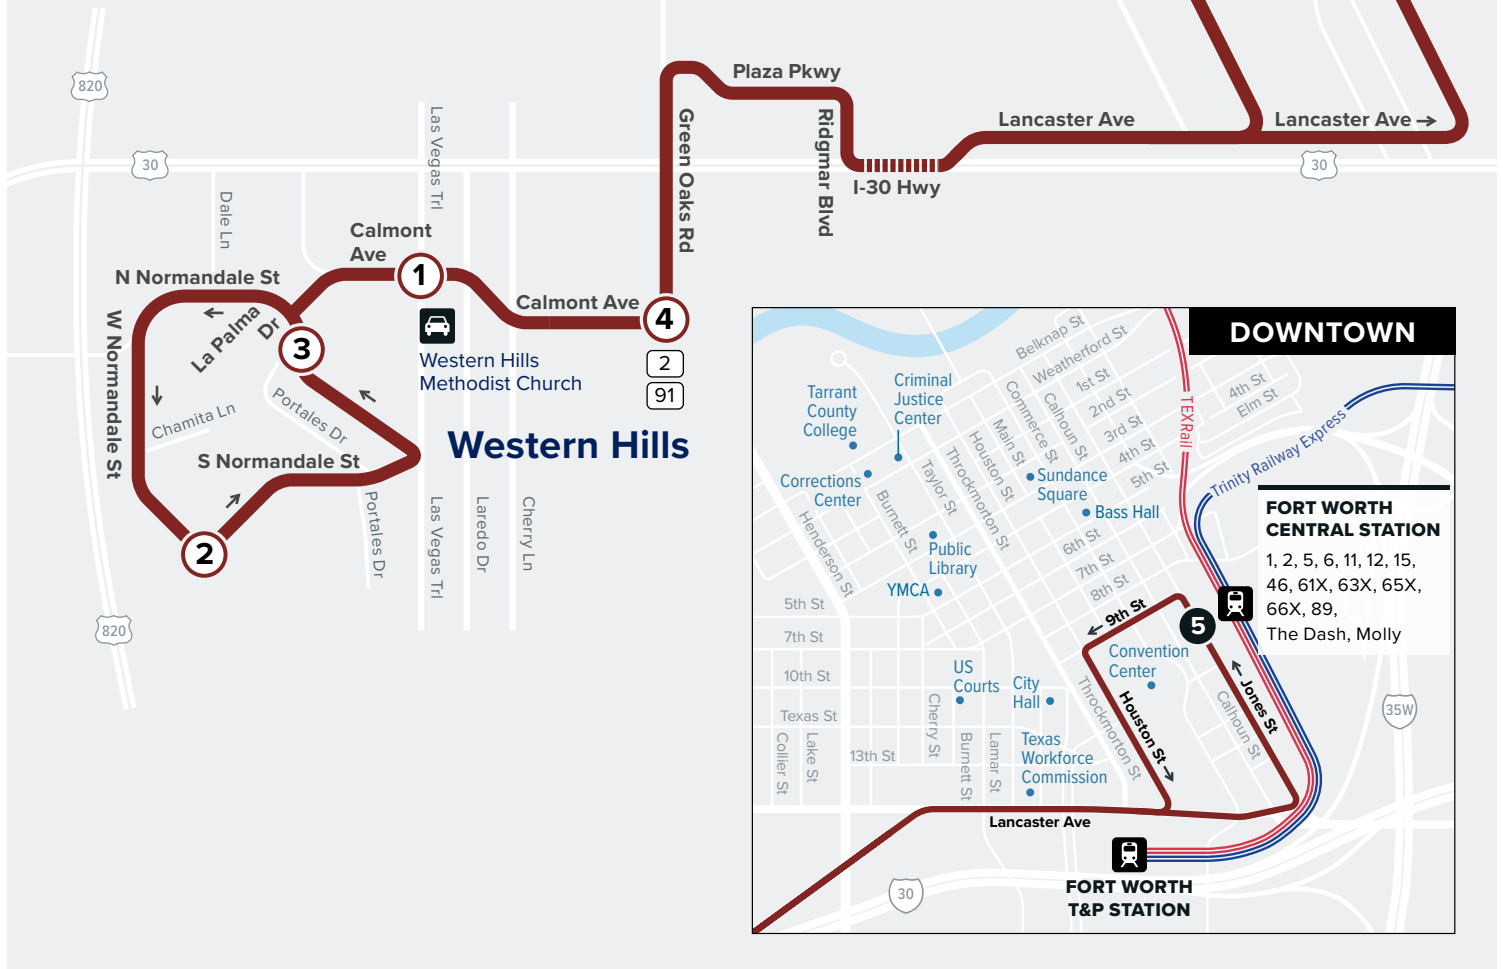 820
30
Plaza Pkwy
Lancaster Ave
Lancaster Ave
30
I-30 Hwy
Ridgmar Blvd
Green Oaks Rd
Las Vegas Trl
Dale Ln
Calmont
Ave
1
N Normandale St
Calmont Ave
4
2
91
W Normandale St
La Palma
Dr
3
Western Hills
Methodist Church
Western Hills
Chamita Ln
Portales Dr
S Normandale St
2
Portales Dr
Las Vegas Trl
Laredo Dr
Cherry Ln
820
DOWNTOWN
Belknap St
Weatherford St
1st St
2nd St
3rd St
4th St
5th St
4th St
Elm St
TEXRail
Trinity Railway Express
Tarrant
County
College
Criminal
Justice
Center
Commerce St
Calhoun St
Main St
Houston St
Throckmorton St
Taylor St
Burnett St
Henderson St
Corrections
Center
Sundance
Square
Bass Hall
Public
Library
YMCA
6th St
7th St
8th St
FORT WORTH
CENTRAL STATION
1, 2, 5, 6, 11, 12, 15,
46, 61X, 63X, 65X,
66X, 89,
The Dash, Molly
5th St
7th St
10th St
Texas St
13th St
Collier St
Lake St
Cherry St
Burnett St
Lamar St
9th St
5
Convention
Center
US
Courts
City
Hall
Texas
Workforce
Commission
Throckmorton St
Houston St
Calhoun St
Jones St
35W
Lancaster Ave
30
FORT WORTH
T&P STATION